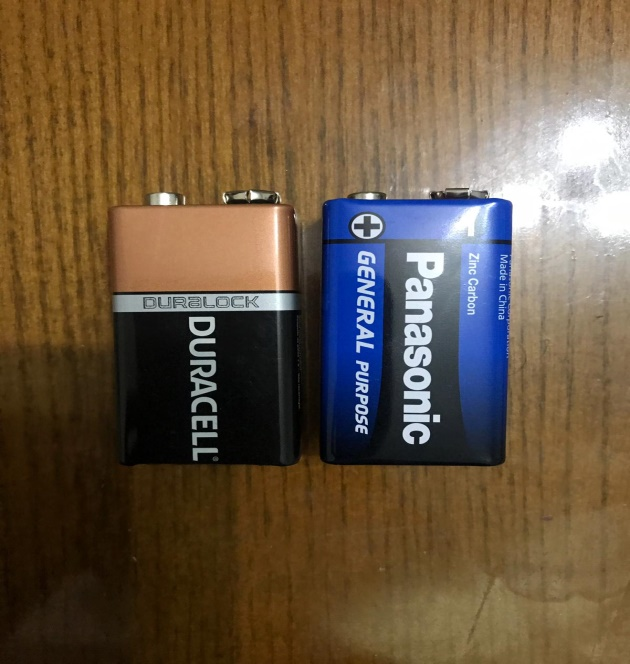 DURALOCK
DURACELL
Panasonic
GENERAL PURPOSE
Zinc Carbon
Made in China